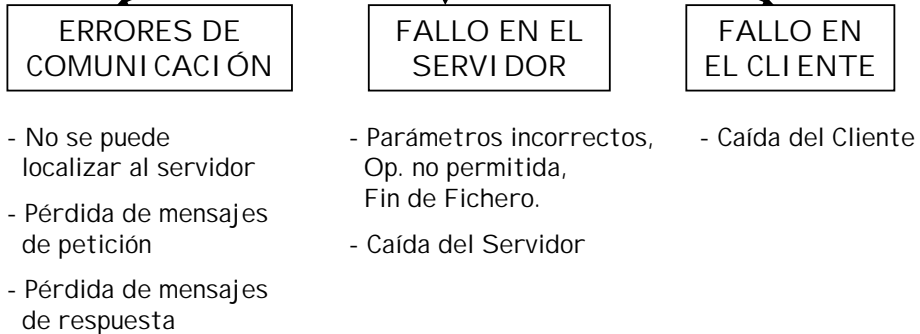 ERRORES DE
COMUNICACIÓN
- No se puede
localizar al servidor
- Pérdida de mensajes
de petición
- Pérdida de mensajes
de respuesta
FALLO EN EL
SERVIDOR
- Parámetros incorrectos,
Op. no permitida,
Fin de Fichero.
- Caída del Servidor
FALLO EN
EL CLIENTE
- Caída del Cliente